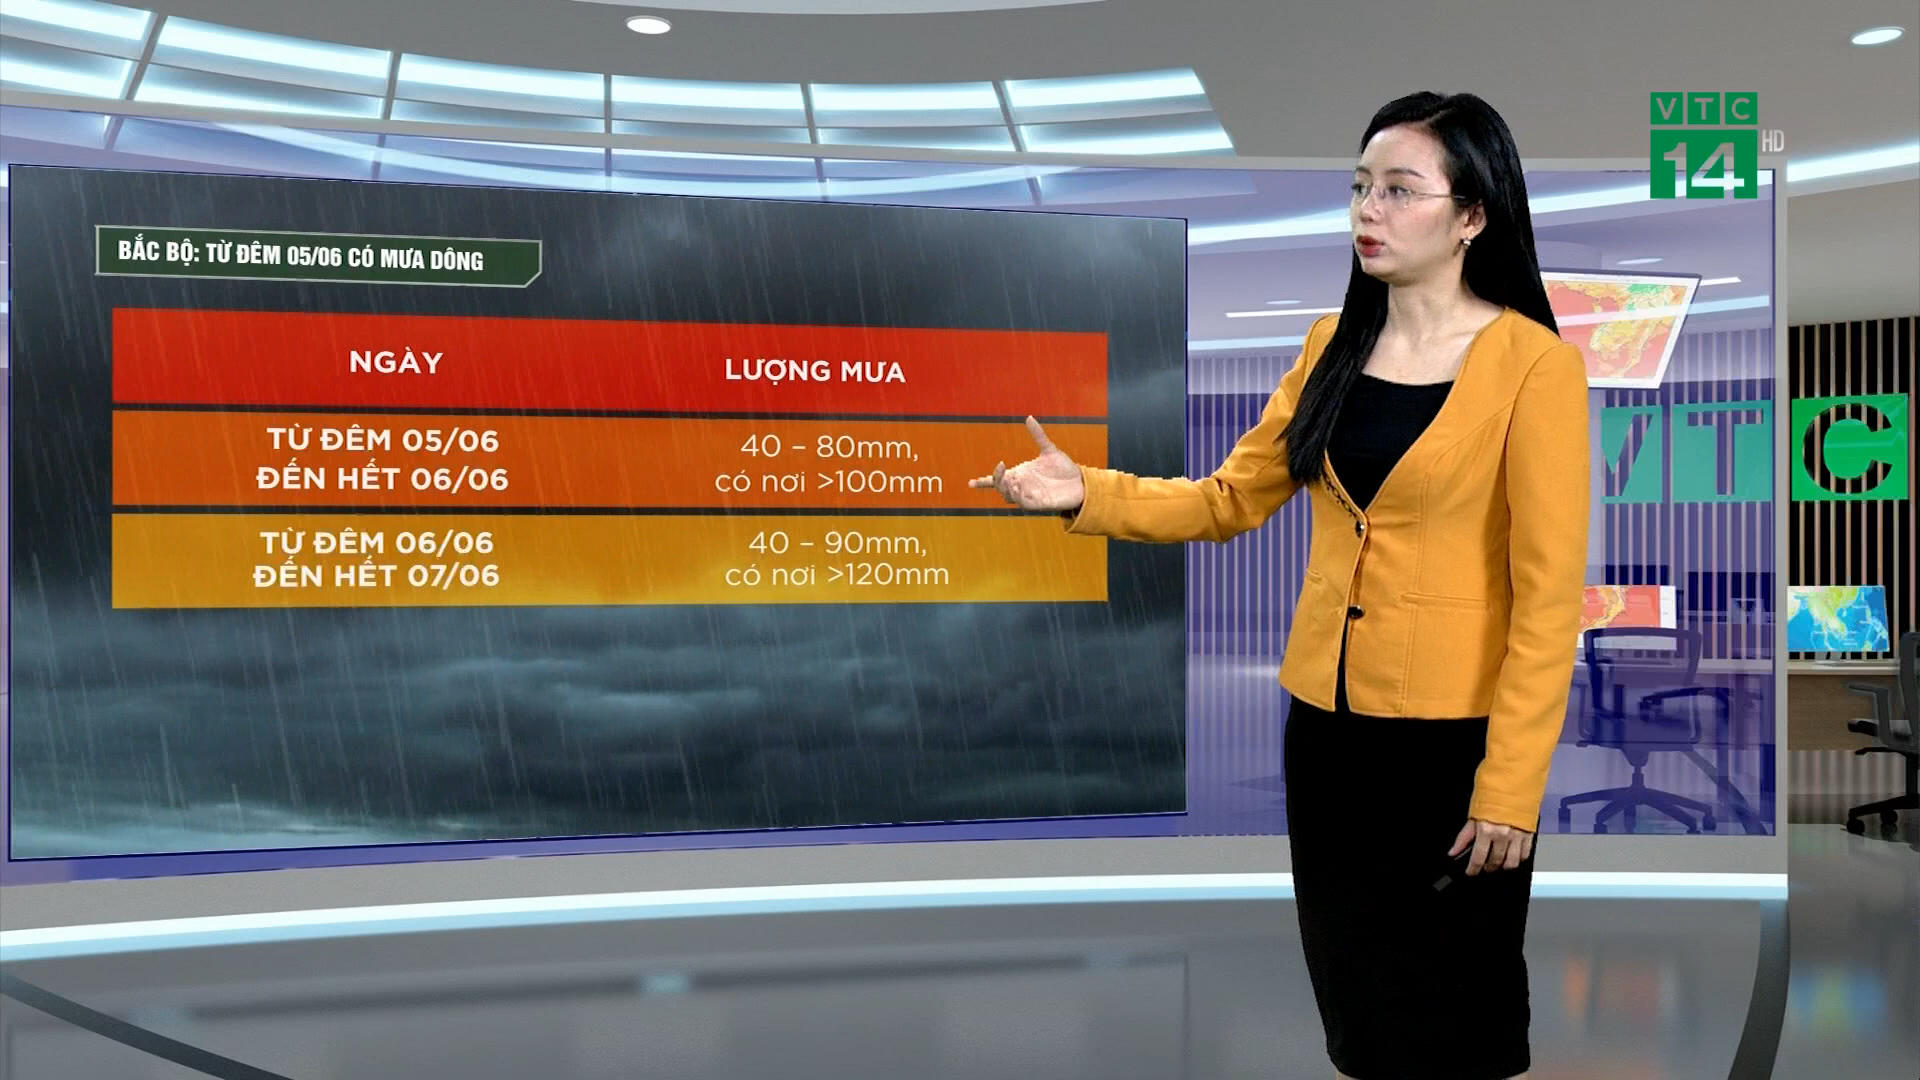 VTC
14
HD
BẮC BỘ: TỪ ĐÊM 05/06 CÓ MƯA DÔNG
NGÀY
LƯỢNG MƯA
TỪ ĐÊM 05/06
ĐẾN HẾT 06/06
40 – 80mm,
có nơi >100mm
TỪ ĐÊM 06/06
ĐẾN HẾT 07/06
40 – 90mm,
có nơi >120mm
VTC